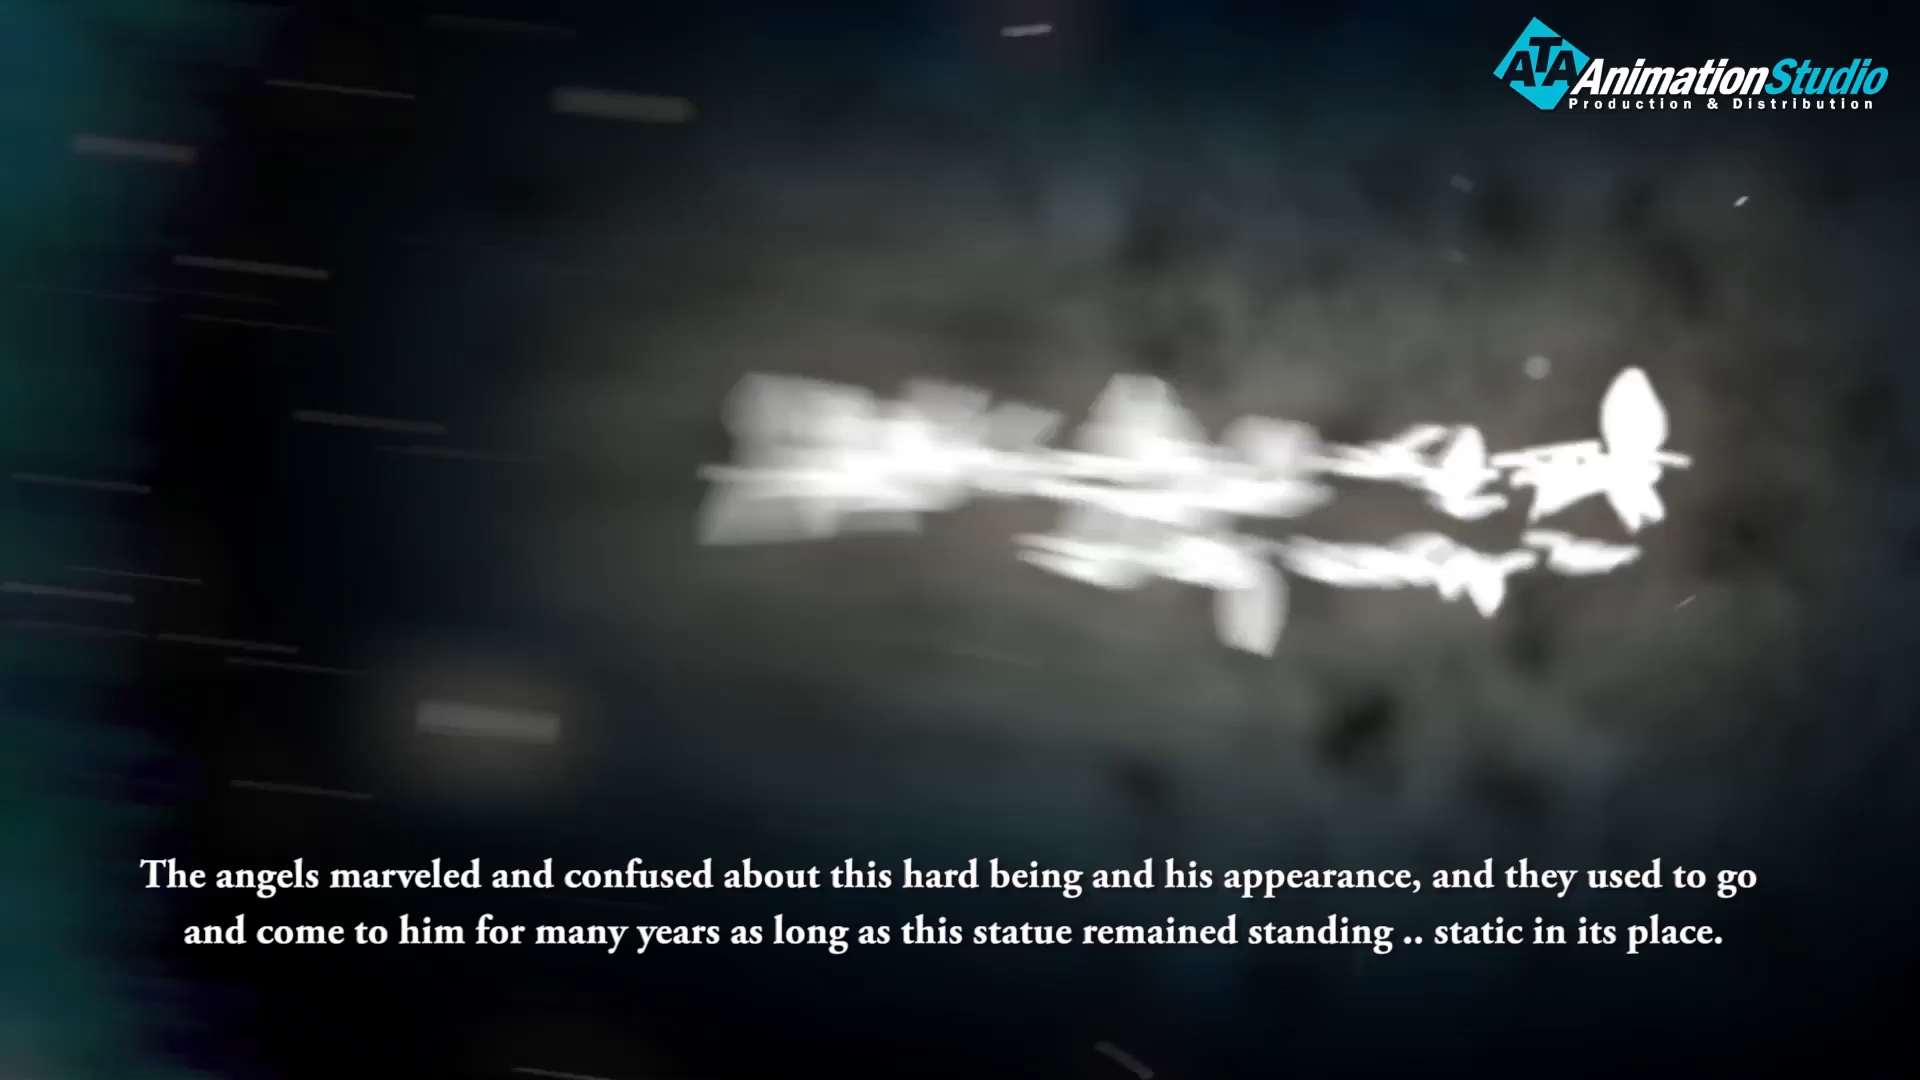 ATA AnimationStudio
Production & Distribution
The angels marveled and confused about this hard being and his appearance, and they used to go
and come to him for many years as long as this statue remained standing .. static in its place.